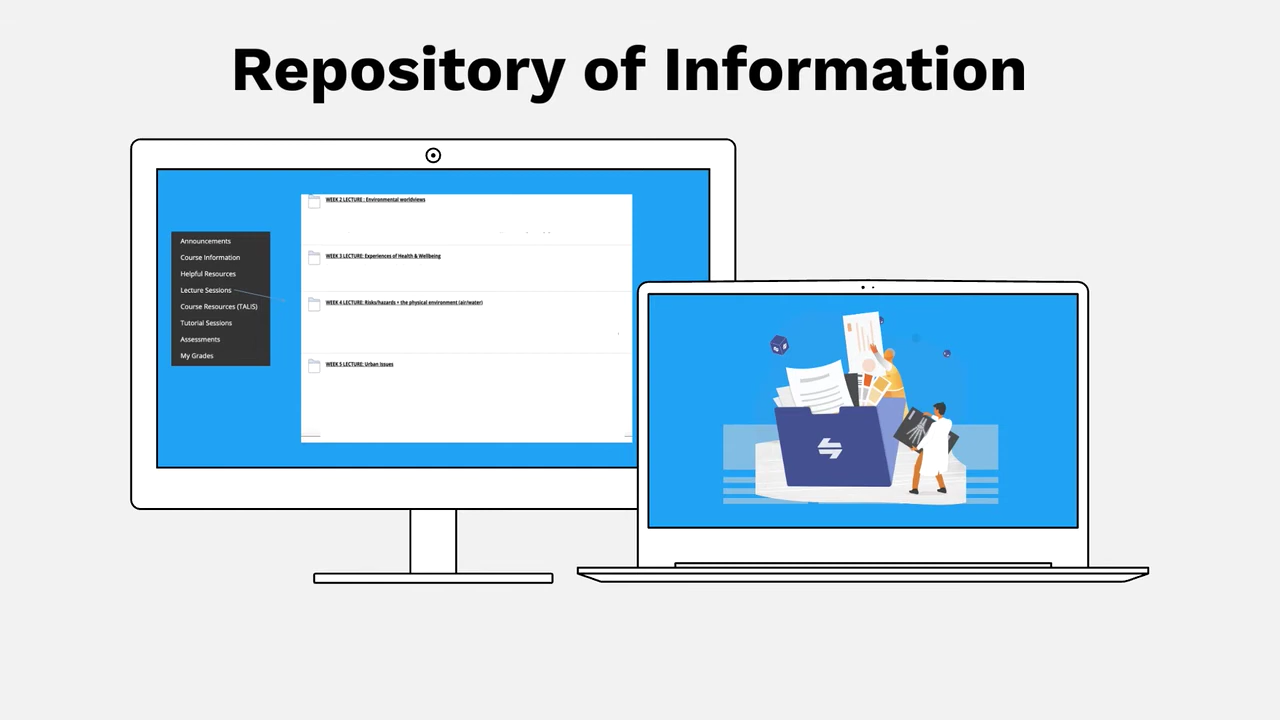 Repository of Information
Announcements
Course Information
Helpful Resources
Lecture Sessions
Course Resources (TALIS)
Tutorial Sessions
Assessments
My Grades
WEEK 2 LECTURE : Environmental worldviews
WEEK 3 LECTURE: Experiences of Health & Wellbeing
WEEK 4 LECTURE: Risks/hazards + the physical environment (air/water)
WEEK 5 LECTURE: Urban Issues